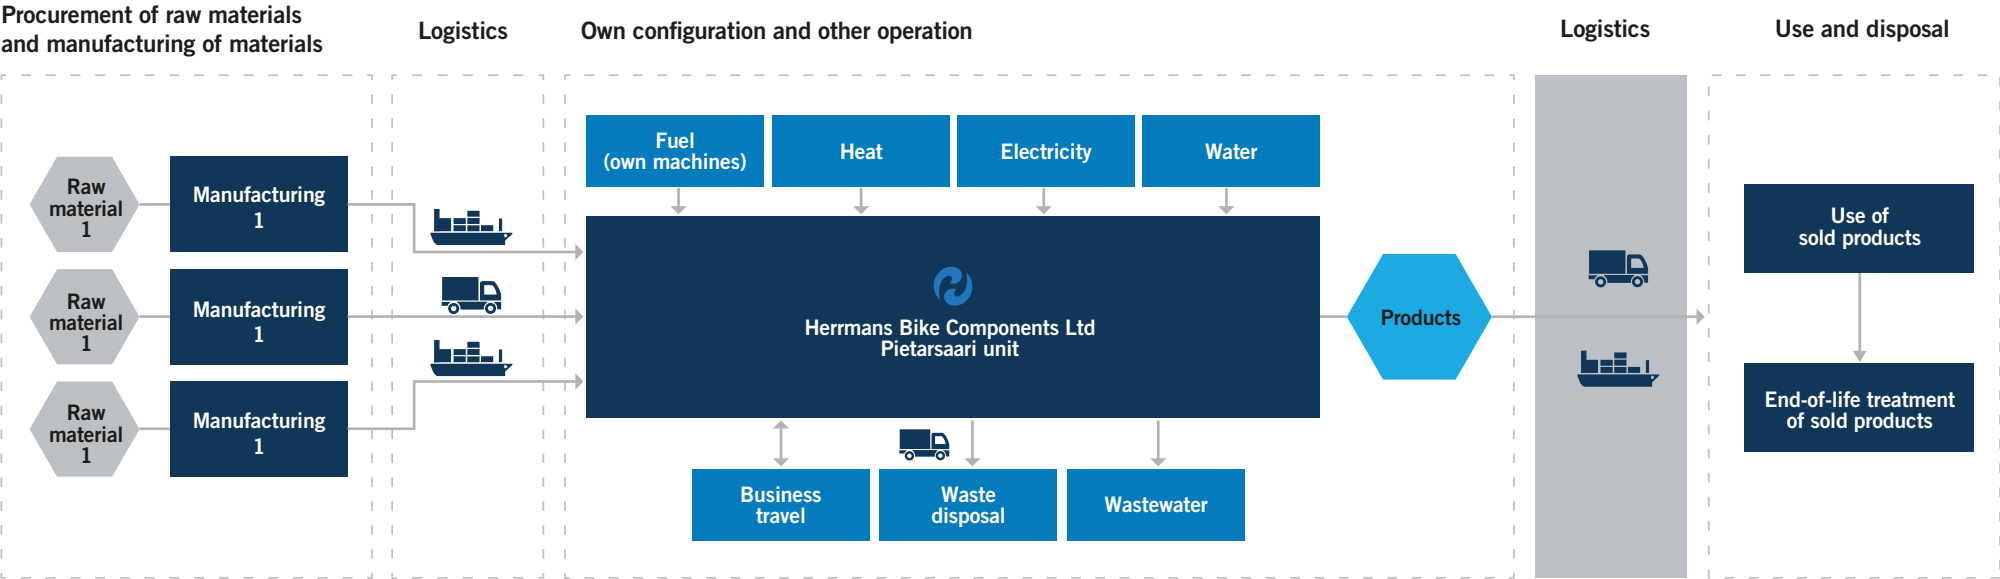 Procurement of raw materials
and manufacturing of materials
Logistics
Own configuration and other operation
Logistics
Use and disposal
Raw
material
1
Manufacturing
1
Raw
material
1
Manufacturing
1
Raw
material
1
Manufacturing
1
Fuel
(own machines)
Heat
Electricity
Water
Herrmans Bike Components Ltd
Pietarsaari unit
Products
Business
travel
Waste
disposal
Wastewater
Use of
sold products
End-of-life treatment
of sold products